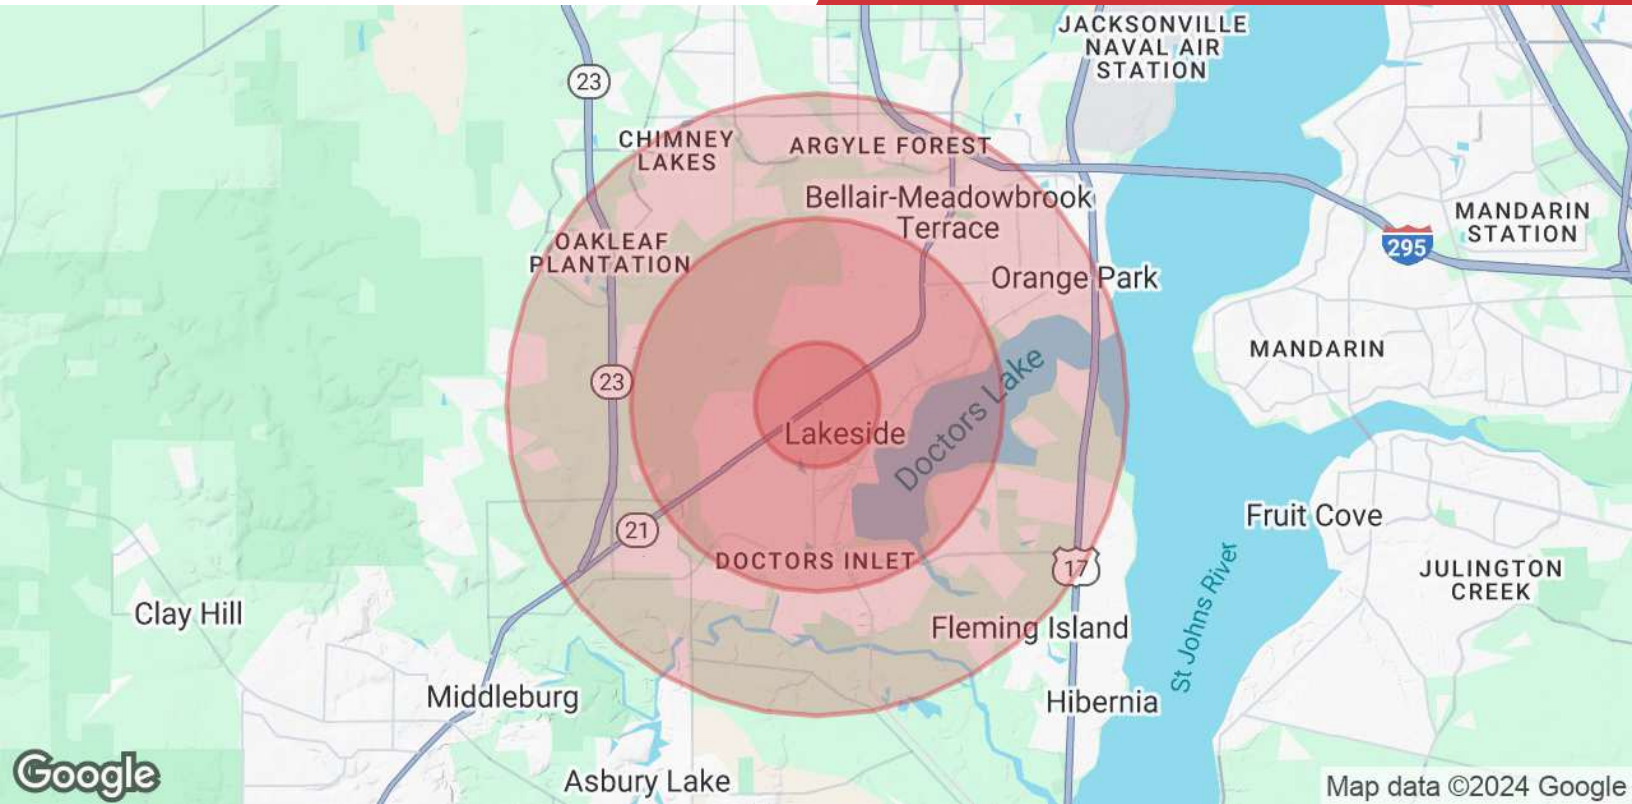 JACKSONVILLE
NAVAL AIR
STATION
23
CHIMNEY
LAKES
ARGYLE FOREST
Bellair-Meadowbrook
Terrace
MANDARIN
STATION
295
OAKLEAF
PLANTATION
Orange Park
MANDARIN
23
Doctors Lake
Lakeside
21
DOCTORS INLET
17
Fruit Cove
JULINGTON
CREEK
Clay Hill
Fleming Island
St Johns River
Middleburg
Hibernia
Google
Asbury Lake
Map data ©2024 Google